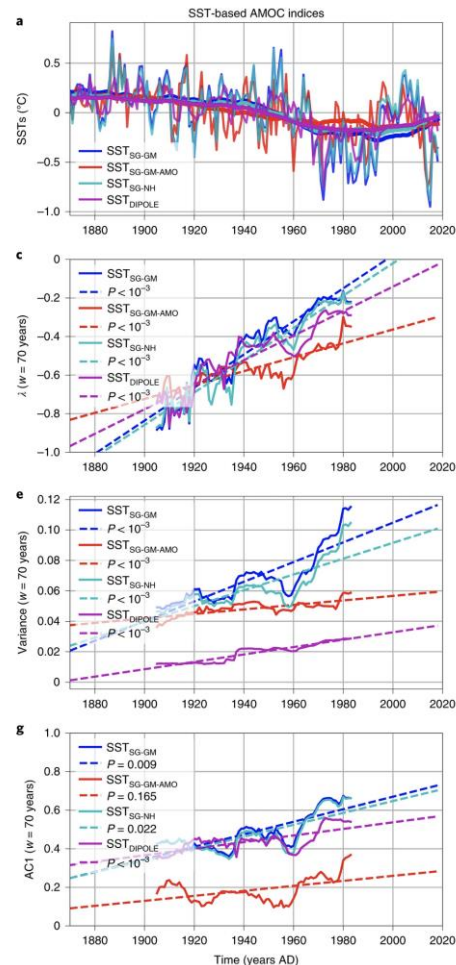 SST-based AMOC indices
a
SSTs (°C)
0.5
0
−0.5
−1.0
SST_SG-GM
SST_SG-GM-AMO
SST_SG-NH
SST_DIPOLE
1880 1900 1920 1940 1960 1980 2000 2020
c
λ (w = 70 years)
0
−0.2
−0.4
−0.6
−0.8
−1.0
SST_SG-GM
P < 10⁻³
SST_SG-GM-AMO
P < 10⁻³
SST_SG-NH
P < 10⁻³
SST_DIPOLE
P < 10⁻³
1880 1900 1920 1940 1960 1980 2000 2020
e
Variance (w = 70 years)
0.12
0.10
0.08
0.06
0.04
0.02
0
SST_SG-GM
P < 10⁻³
SST_SG-GM-AMO
P < 10⁻³
SST_SG-NH
P < 10⁻³
SST_DIPOLE
P < 10⁻³
1880 1900 1920 1940 1960 1980 2000 2020
g
AC1 (w = 70 years)
1.0
0.8
0.6
0.4
0.2
0
SST_SG-GM
P = 0.009
SST_SG-GM-AMO
P = 0.165
SST_SG-NH
P = 0.022
SST_DIPOLE
P < 10⁻³
1880 1900 1920 1940 1960 1980 2000 2020
Time (years AD)